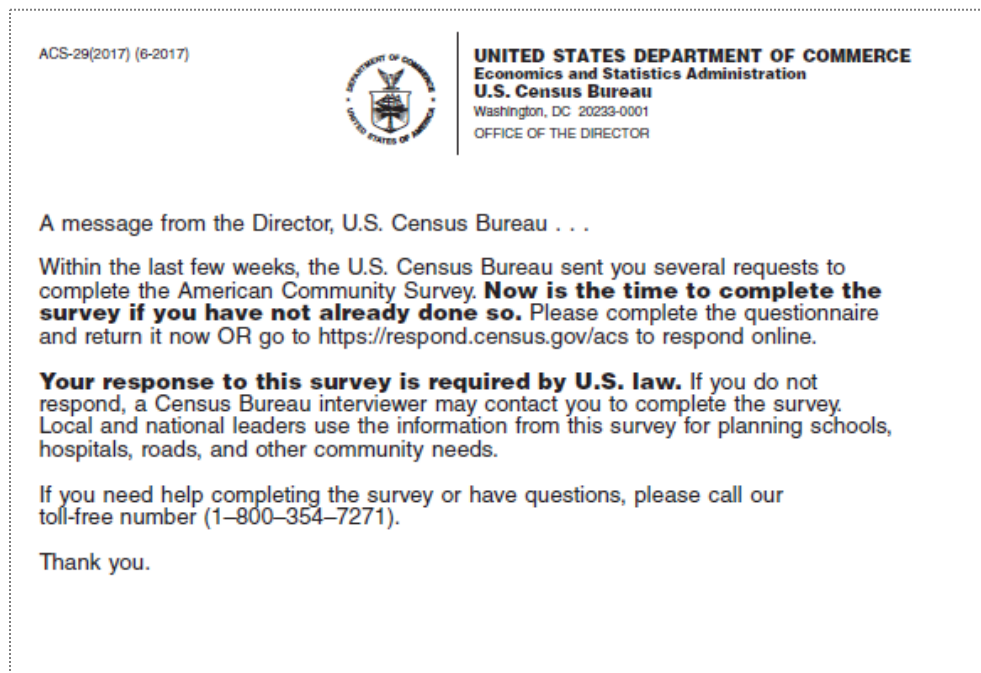 ACS-29(2017) (6-2017)
DEPARTMENT OF COMMERCE
UNITED STATES OF AMERICA
UNITED STATES DEPARTMENT OF COMMERCE
Economics and Statistics Administration
U.S. Census Bureau
Washington, DC 20233-0001
OFFICE OF THE DIRECTOR
A message from the Director, U.S. Census Bureau . . .
Within the last few weeks, the U.S. Census Bureau sent you several requests to
complete the American Community Survey. Now is the time to complete the
survey if you have not already done so. Please complete the questionnaire
and return it now OR go to https://respond.census.gov/acs to respond online.
Your response to this survey is required by U.S. law. If you do not
respond, a Census Bureau interviewer may contact you to complete the survey.
Local and national leaders use the information from this survey for planning schools,
hospitals, roads, and other community needs.
If you need help completing the survey or have questions, please call our
toll-free number (1–800–354–7271).
Thank you.